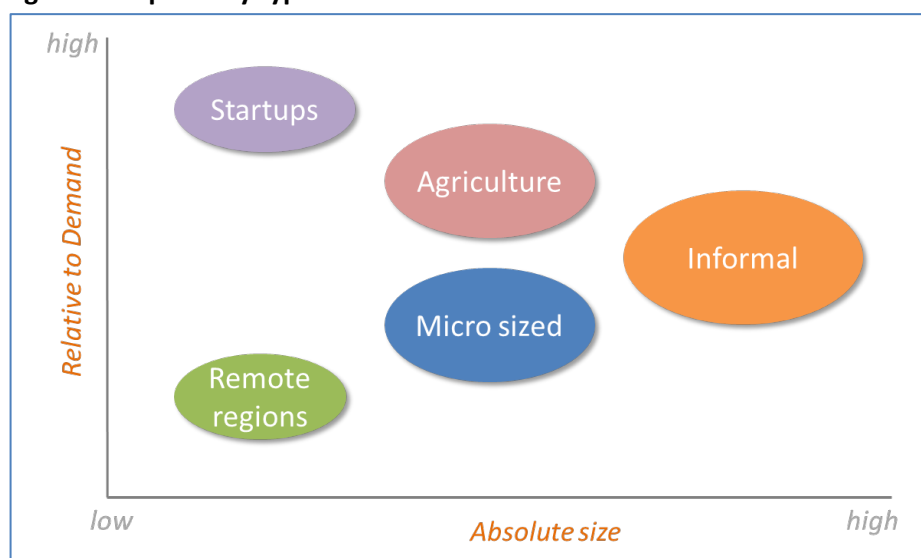 high
Startups
Agriculture
Informal
Micro sized
Remote
regions
Relative to Demand
low
Absolute size
high